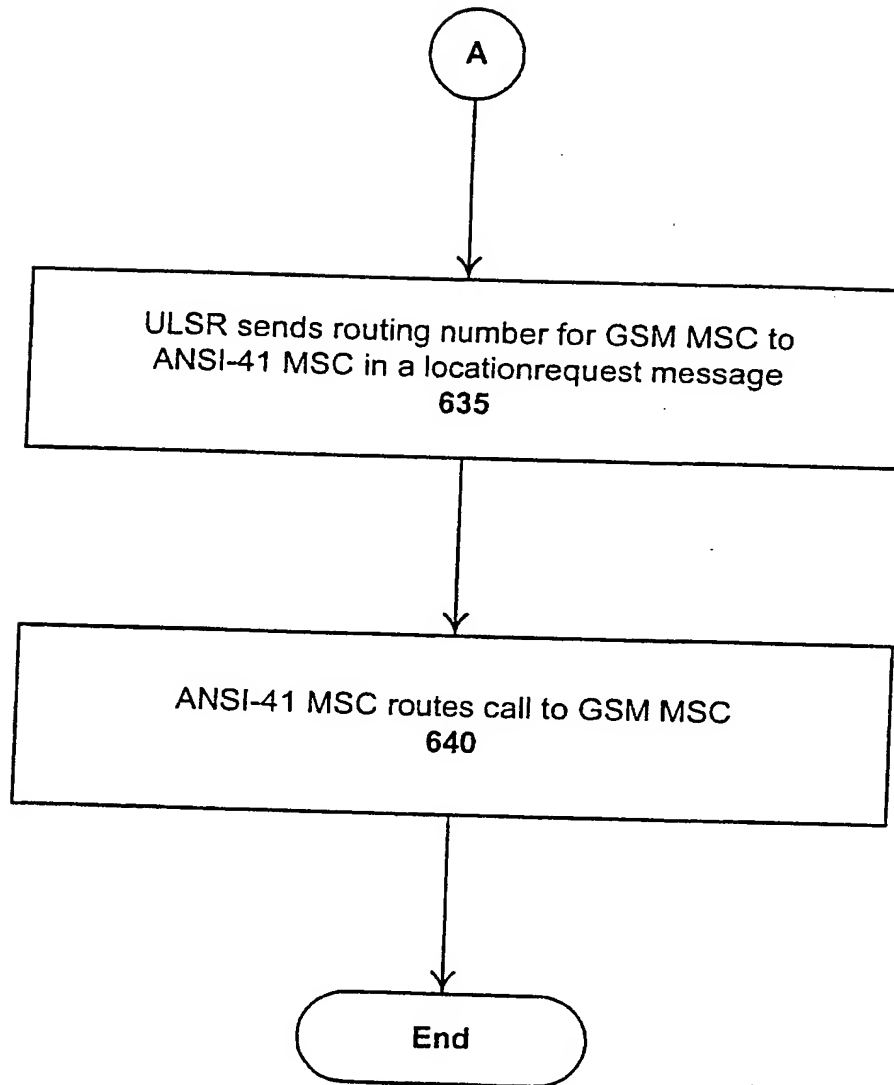 A
ULSR sends routing number for GSM MSC to
ANSI-41 MSC in a locationrequest message
635
ANSI-41 MSC routes call to GSM MSC
640
End